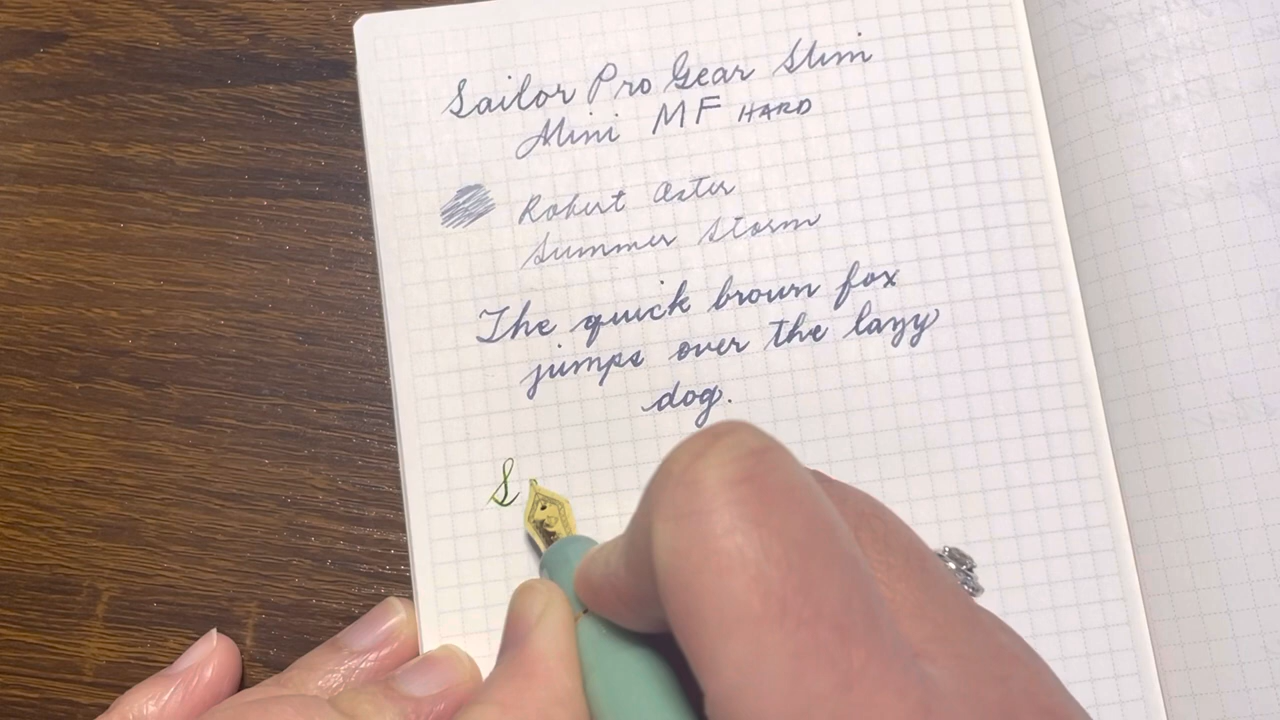 Sailor Pro Gear Slim
Mini MF HARD
Robert Oster
Summer Storm
The quick brown fox
jumps over the lazy
dog.
S